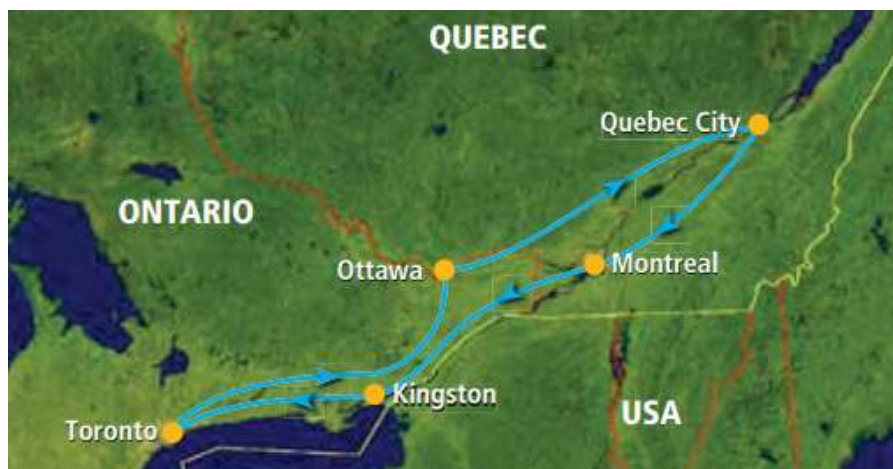 QUEBEC
Quebec City
ONTARIO
Ottawa
Montreal
Kingston
USA
Toronto